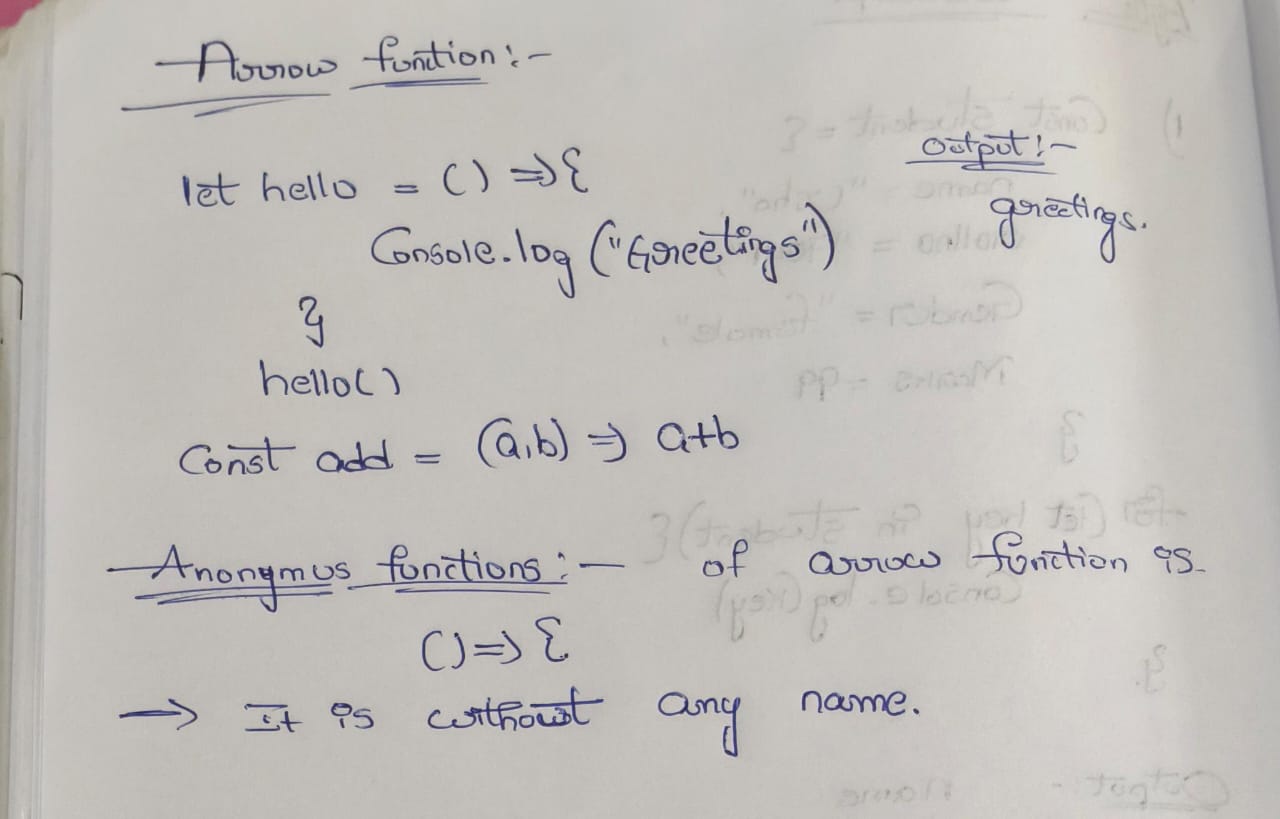 Arrow function:-
let hello = () => {
Output:-
Console.log ("Greetings")
greetings.
}
hello()
Const add = (a,b) => a+b
Anonymus functions:- of arrow function is
() => {
→ It is without any name.